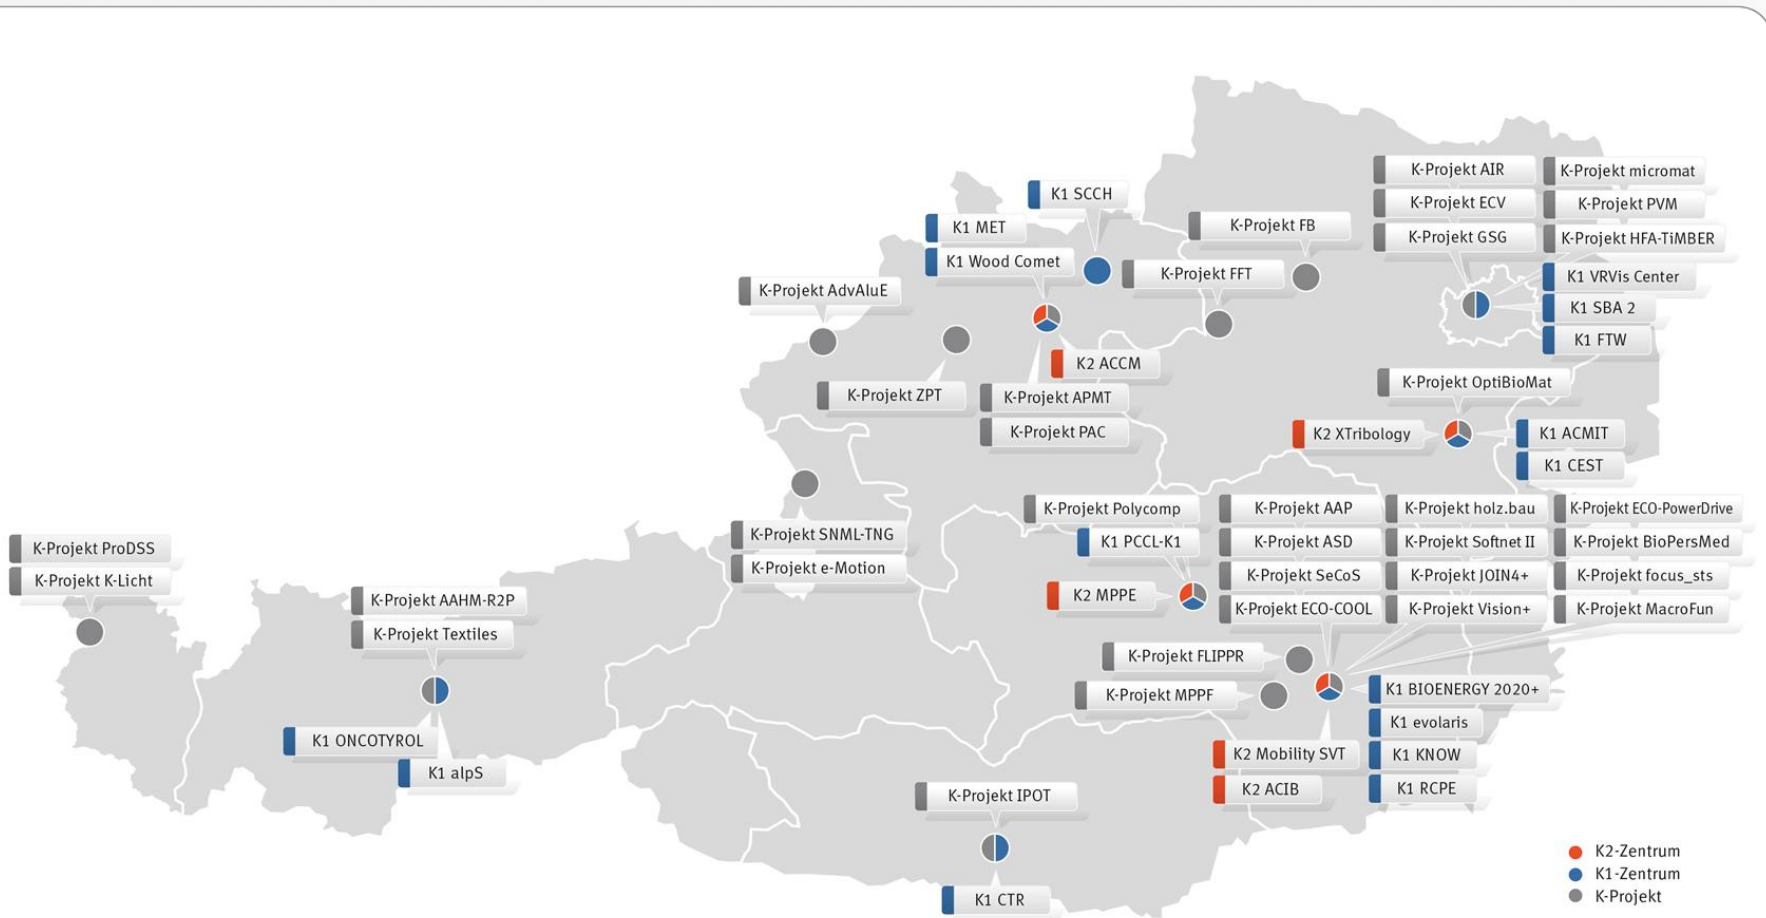 K-Projekt AIR
K-Projekt micromat
K1 SCCH
K-Projekt ECV
K-Projekt PVM
K1 MET
K-Projekt FB
K-Projekt GSG
K-Projekt HFA-TiMBER
K1 Wood Comet
K-Projekt FFT
K1 VRVis Center
K-Projekt AdvAluE
K1 SBA 2
K1 FTW
K2 ACCM
K-Projekt OptiBioMat
K-Projekt ZPT
K-Projekt APMT
K-Projekt PAC
K2 XTribology
K1 ACMIT
K1 CEST
K-Projekt Polycomp
K-Projekt AAP
K-Projekt holz.bau
K-Projekt ECO-PowerDrive
K-Projekt SNML-TNG
K1 PCCL-K1
K-Projekt ASD
K-Projekt Softnet II
K-Projekt BioPersMed
K-Projekt ProDSS
K-Projekt e-Motion
K-Projekt SeCoS
K-Projekt JOIN4+
K-Projekt focus_sts
K-Projekt K-Licht
K-Projekt AAHM-R2P
K2 MPPE
K-Projekt ECO-COOL
K-Projekt Vision+
K-Projekt MacroFun
K-Projekt Textiles
K-Projekt FLIPPR
K-Projekt MPPF
K1 BIOENERGY 2020+
K1 evolaris
K1 ONCOTYROL
K2 Mobility SVT
K1 KNOW
K1 alpS
K2 ACIB
K1 RCPE
K-Projekt IPOT
K1 CTR
K2-Zentrum
K1-Zentrum
K-Projekt